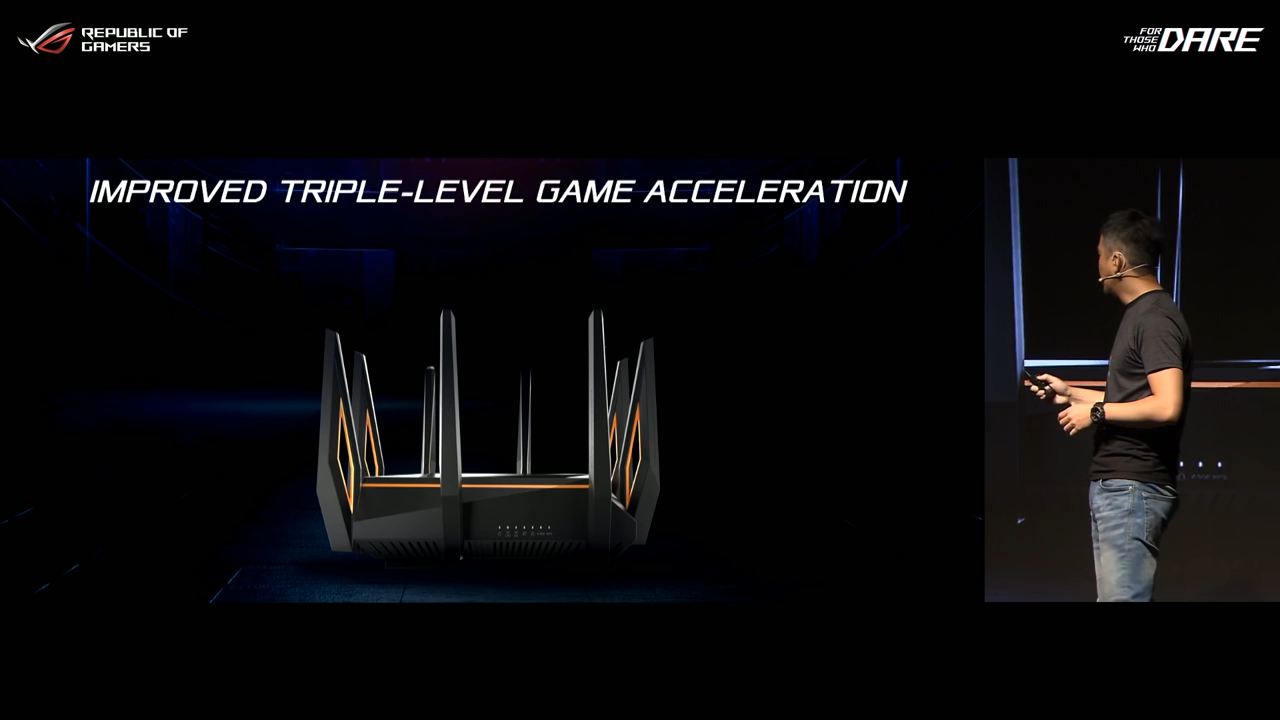 REPUBLIC OF
GAMERS
FOR
THOSE
WHO DARE
IMPROVED TRIPLE-LEVEL GAME ACCELERATION